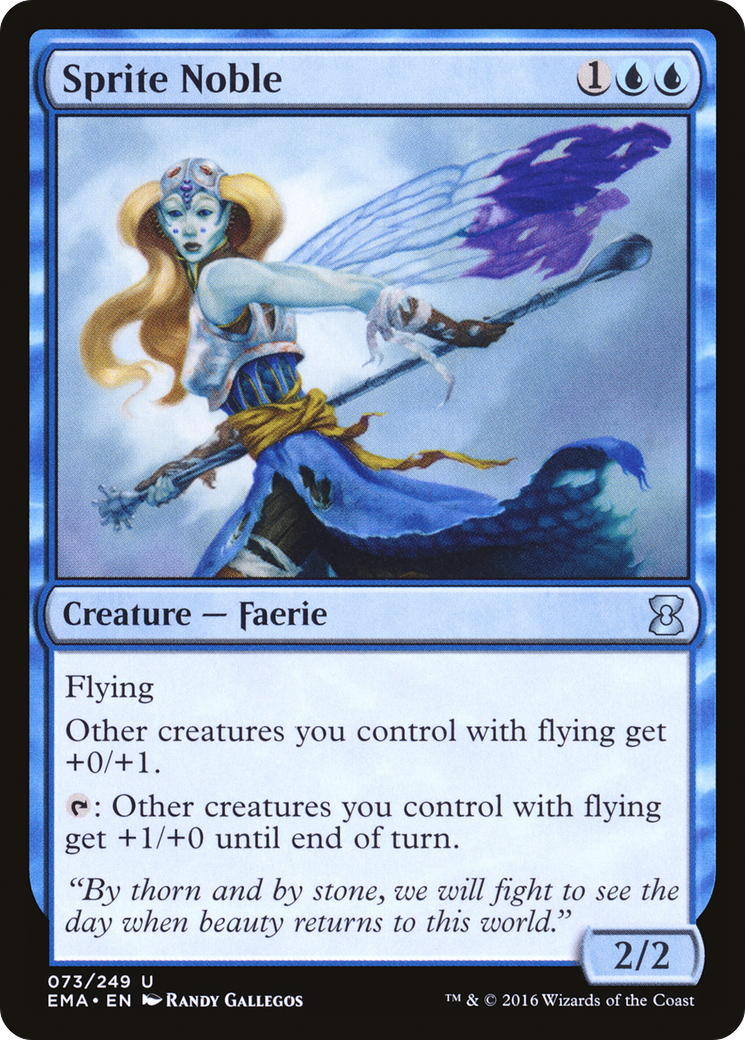 Sprite Noble 1
Creature — Faerie
Flying
Other creatures you control with flying get
+0/+1.
: Other creatures you control with flying
get +1/+0 until end of turn.
“By thorn and by stone, we will fight to see the
day when beauty returns to this world.”
2/2
073/249 U
EMA • EN Randy Gallegos
™ & © 2016 Wizards of the Coast